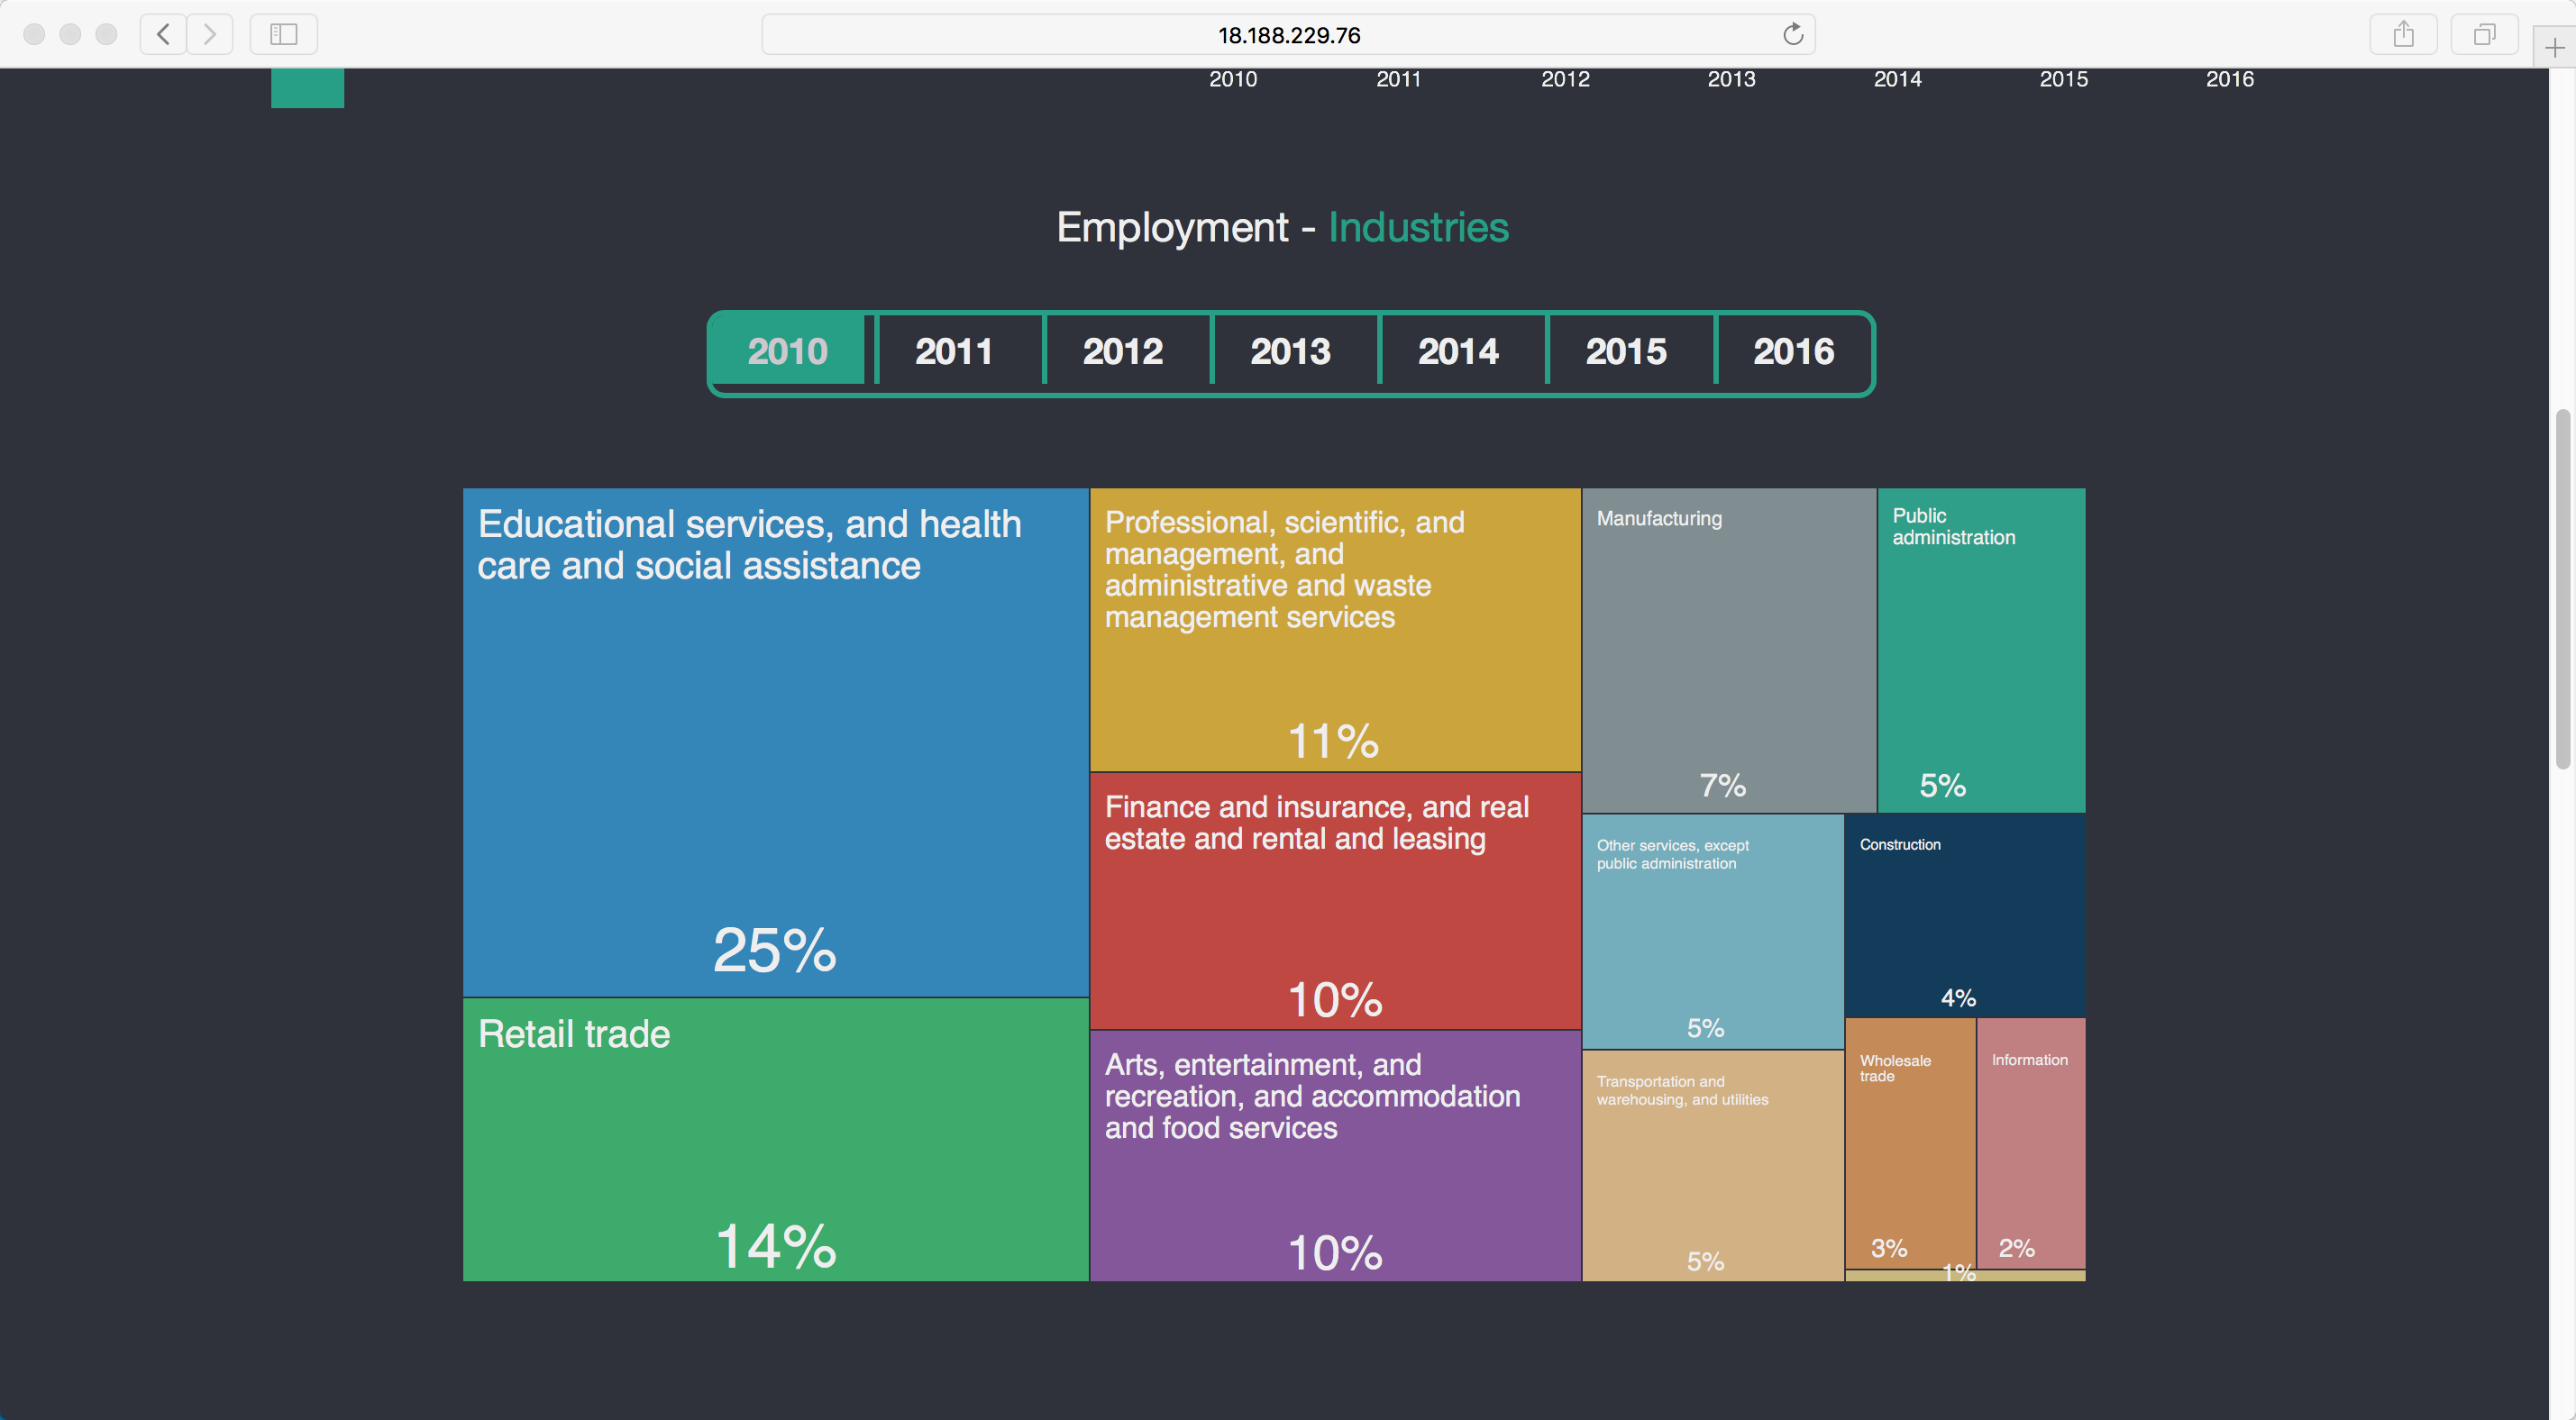 18.188.229.76
2010 2011 2012 2013 2014 2015 2016
Employment - Industries
2010 2011 2012 2013 2014 2015 2016
Educational services, and health
care and social assistance
25%
Retail trade
14%
Professional, scientific, and
management, and
administrative and waste
management services
11%
Finance and insurance, and real
estate and rental and leasing
10%
Arts, entertainment, and
recreation, and accommodation
and food services
10%
Manufacturing
7%
Public
administration
5%
Other services, except
public administration
5%
Construction
4%
Transportation and
warehousing, and utilities
5%
Wholesale
trade
3%
Information
2%
1%